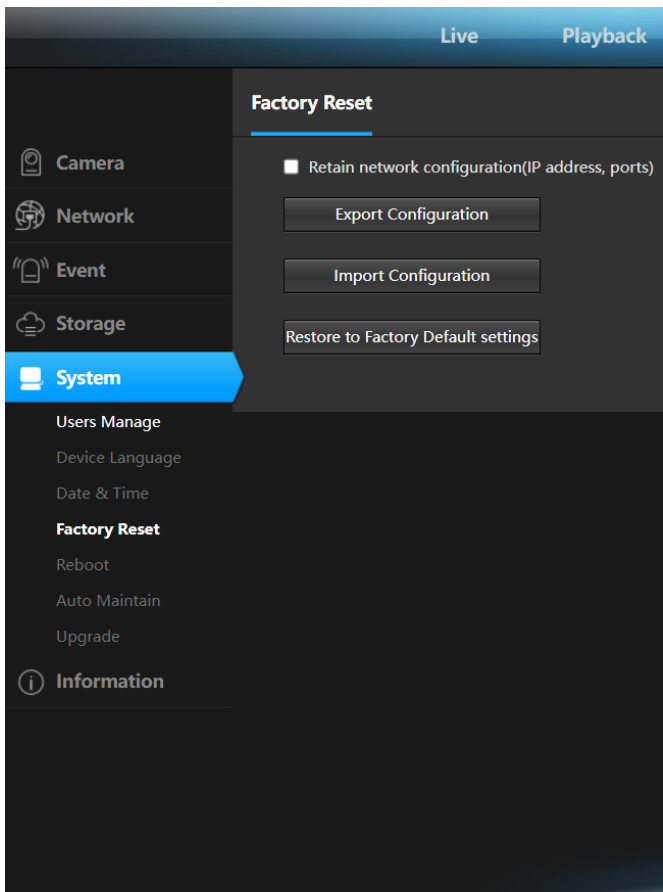 Live Playback
Factory Reset
Camera
Retain network configuration(IP address, ports)
Network
Export Configuration
Event
Import Configuration
Storage
Restore to Factory Default settings
System
Users Manage
Device Language
Date & Time
Factory Reset
Reboot
Auto Maintain
Upgrade
Information